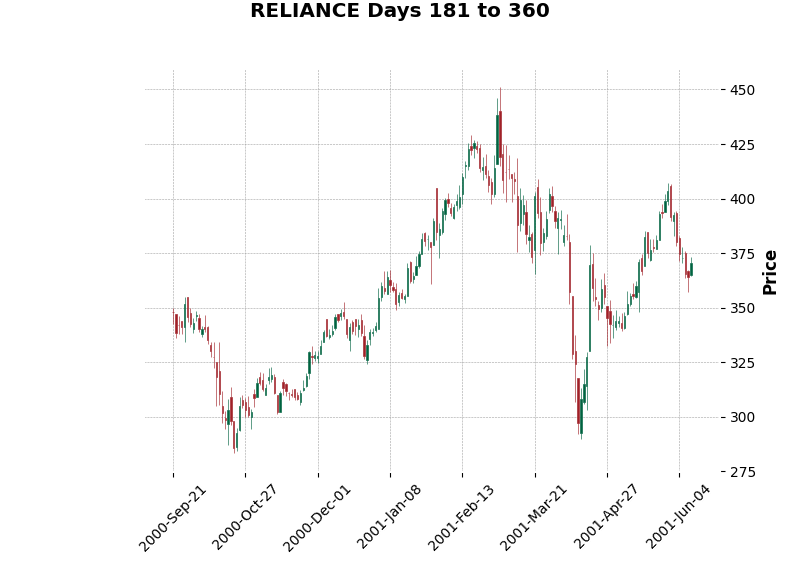 RELIANCE Days 181 to 360
450
425
400
375
350
325
300
275
Price
2000-Sep-21
2000-Oct-27
2000-Dec-01
2001-Jan-08
2001-Feb-13
2001-Mar-21
2001-Apr-27
2001-Jun-04